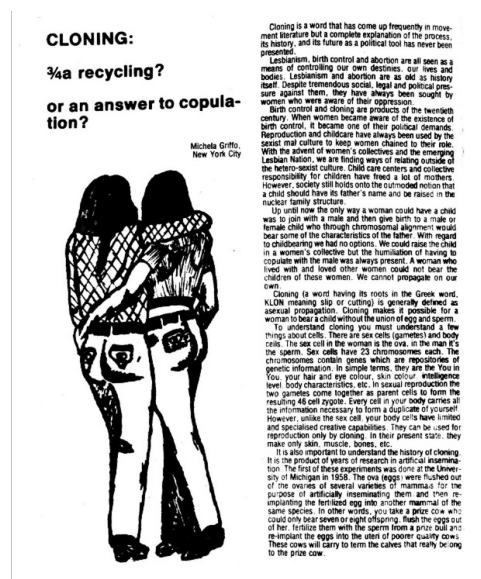 CLONING:
¾a recycling?
or an answer to copula-
tion?
Michela Griffo,
New York City
Cloning is a word that has come up frequently in move-
ment literature but a complete explanation of the process,
its history, and its future as a political tool has never been
presented.
Lesbianism, birth control and abortion are all seen as a
means of controlling our own destinies, our lives and
bodies. Lesbianism and abortion are as old as history
itself. Despite tremendous social, legal and political pres-
sure against them, they have always been sought by
women who were aware of their oppression.
Birth control and cloning are products of the twentieth
century. When women became aware of the existence of
birth control, it became one of their political demands.
Reproduction and childcare have always been used by the
sexist mal culture to keep women chained to their role.
With the advent of women's collectives and the emerging
Lesbian Nation, we are finding ways of relating outside of
the hetero-sexist culture. Child care centers and collective
responsibility for children have freed a lot of mothers.
However, society still holds onto the outmoded notion that
a child should have its father's name and be raised in the
nuclear family structure.
Up until now the only way a woman could have a child
was to join with a male and then give birth to a male or
female child who through chromosomal alignment would
bear some of the characteristics of the father. With regard
to childbearing we had no options. We could raise the child
in a women's collective but the humiliation of having to
copulate with the male was always present. A woman who
lived with and loved other women could not bear the
children of these women. We cannot propagate on our
own.
Cloning (a word having its roots in the Greek word,
KLON meaning slip or cutting) is generally defined as
asexual propagation. Cloning makes it possible for a
woman to bear a child without the union of egg and sperm.
To understand cloning you must understand a few
things about cells. There are sex cells (gametes) and body
cells. The sex cell in the woman is the ova, in the man it's
the sperm. Sex cells have 23 chromosomes each. The
chromosomes contain genes which are repositories of
genetic information. In simple terms, they are the You in
You, your hair and eye colour, skin colour, intelligence
level, body characteristics, etc. In sexual reproduction the
two gametes come together as parent cells to form the
resulting 46 cell zygote. Every cell in your body carries all
the information necessary to form a duplicate of yourself.
However, unlike the sex cell, your body cells have limited
and specialised creative capabilities. They can be used for
reproduction only by cloning. In their present state, they
make only skin, muscle, bones, etc.
It is also important to understand the history of cloning.
It is the product of years of research in artificial insemina-
tion. The first of these experiments was done at the Univer-
sity of Michigan in 1958. The ova (eggs) were flushed out
of the ovaries of several varieties of mammals for the
purpose of artificially inseminating them and then re-
implanting the fertilized egg into another mammal of the
same species. In other words, you take a prize cow who
could only bear seven or eight offspring, flush the eggs out
of her, fertilize them with the sperm from a prize bull and
re-implant the eggs into the uteri of poorer quality cows
These cows will carry to term the calves that really belong
to the prize cow.